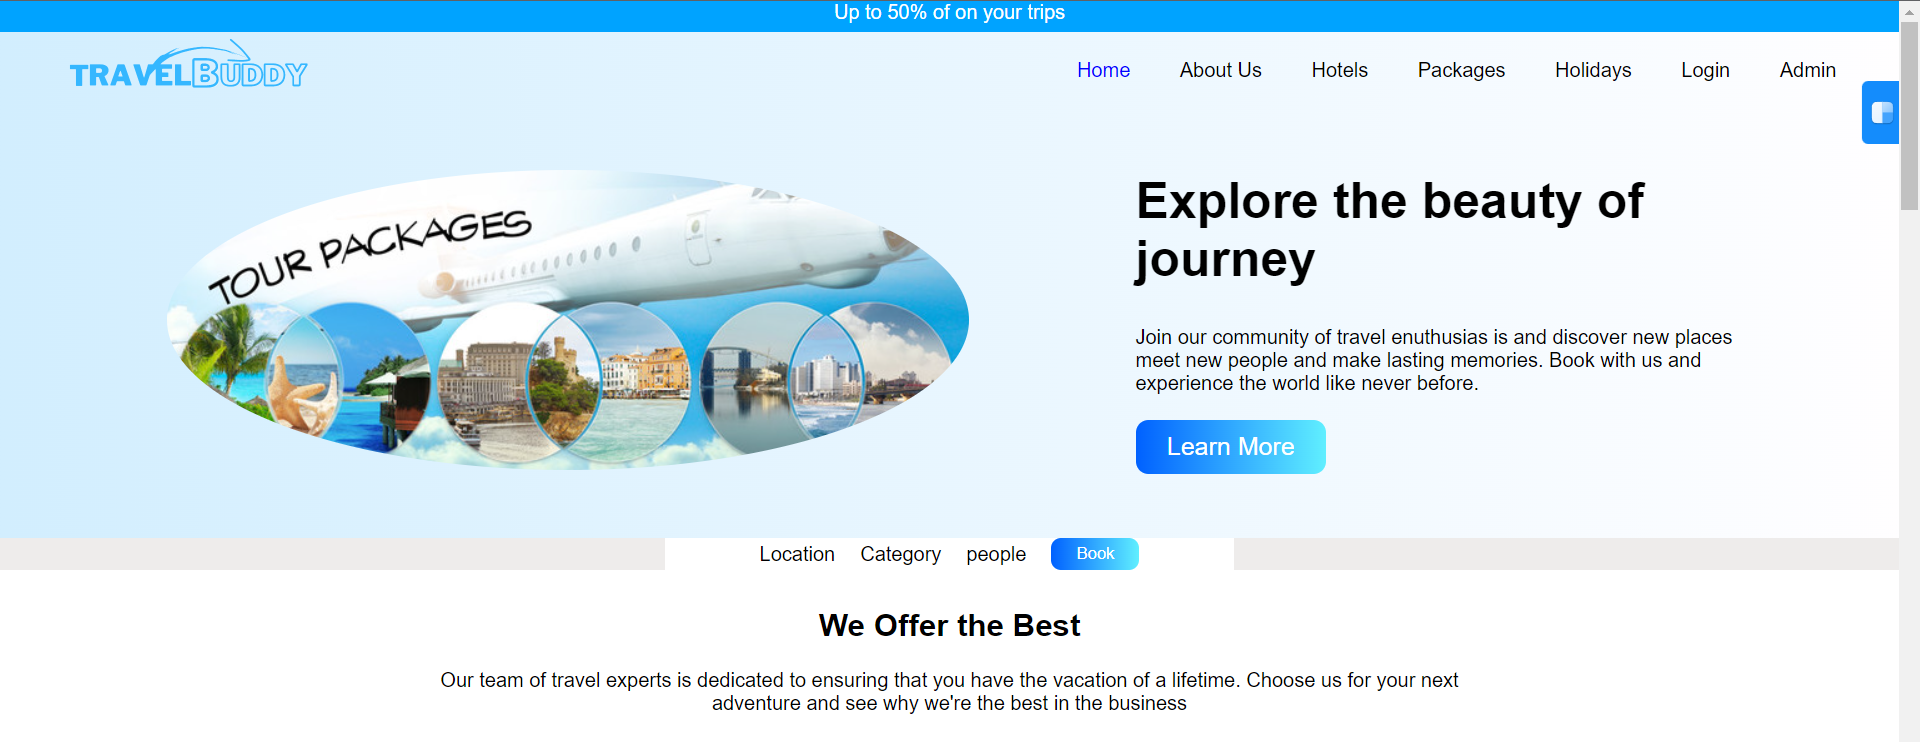 Up to 50% of on your trips
TRAVELBUDDY
Home About Us Hotels Packages Holidays Login Admin
TOUR PACKAGES
Explore the beauty of
journey
Join our community of travel enuthusias is and discover new places
meet new people and make lasting memories. Book with us and
experience the world like never before.
Learn More
Location Category people Book
We Offer the Best
Our team of travel experts is dedicated to ensuring that you have the vacation of a lifetime. Choose us for your next
adventure and see why we're the best in the business